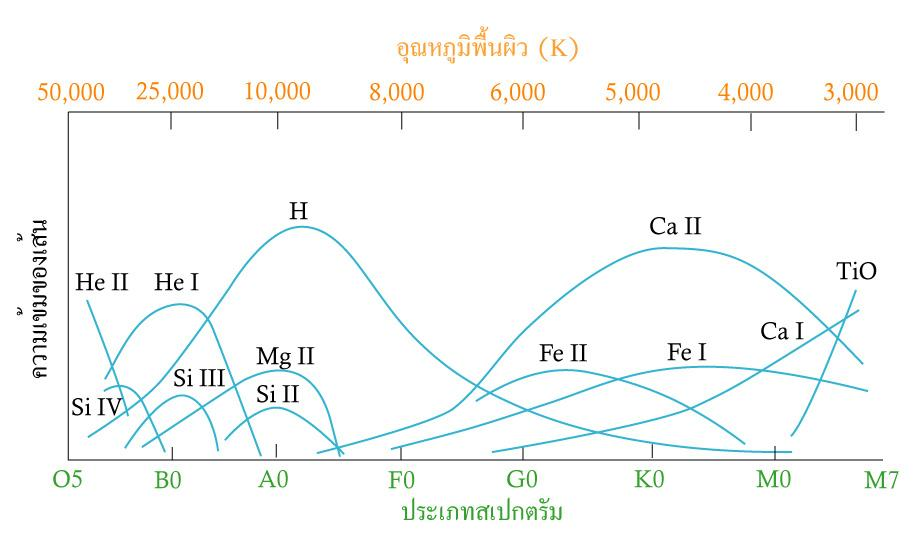 อุณหภูมิพื้นผิว (K)
50,000 25,000 10,000 8,000 6,000 5,000 4,000 3,000
ความเข้มของเส้น
H
Ca II
He II He I
TiO
Ca I
Mg II
Fe II
Fe I
Si III
Si II
Si IV
O5 B0 A0 F0 G0 K0 M0 M7
ประเภทสเปกตรัม